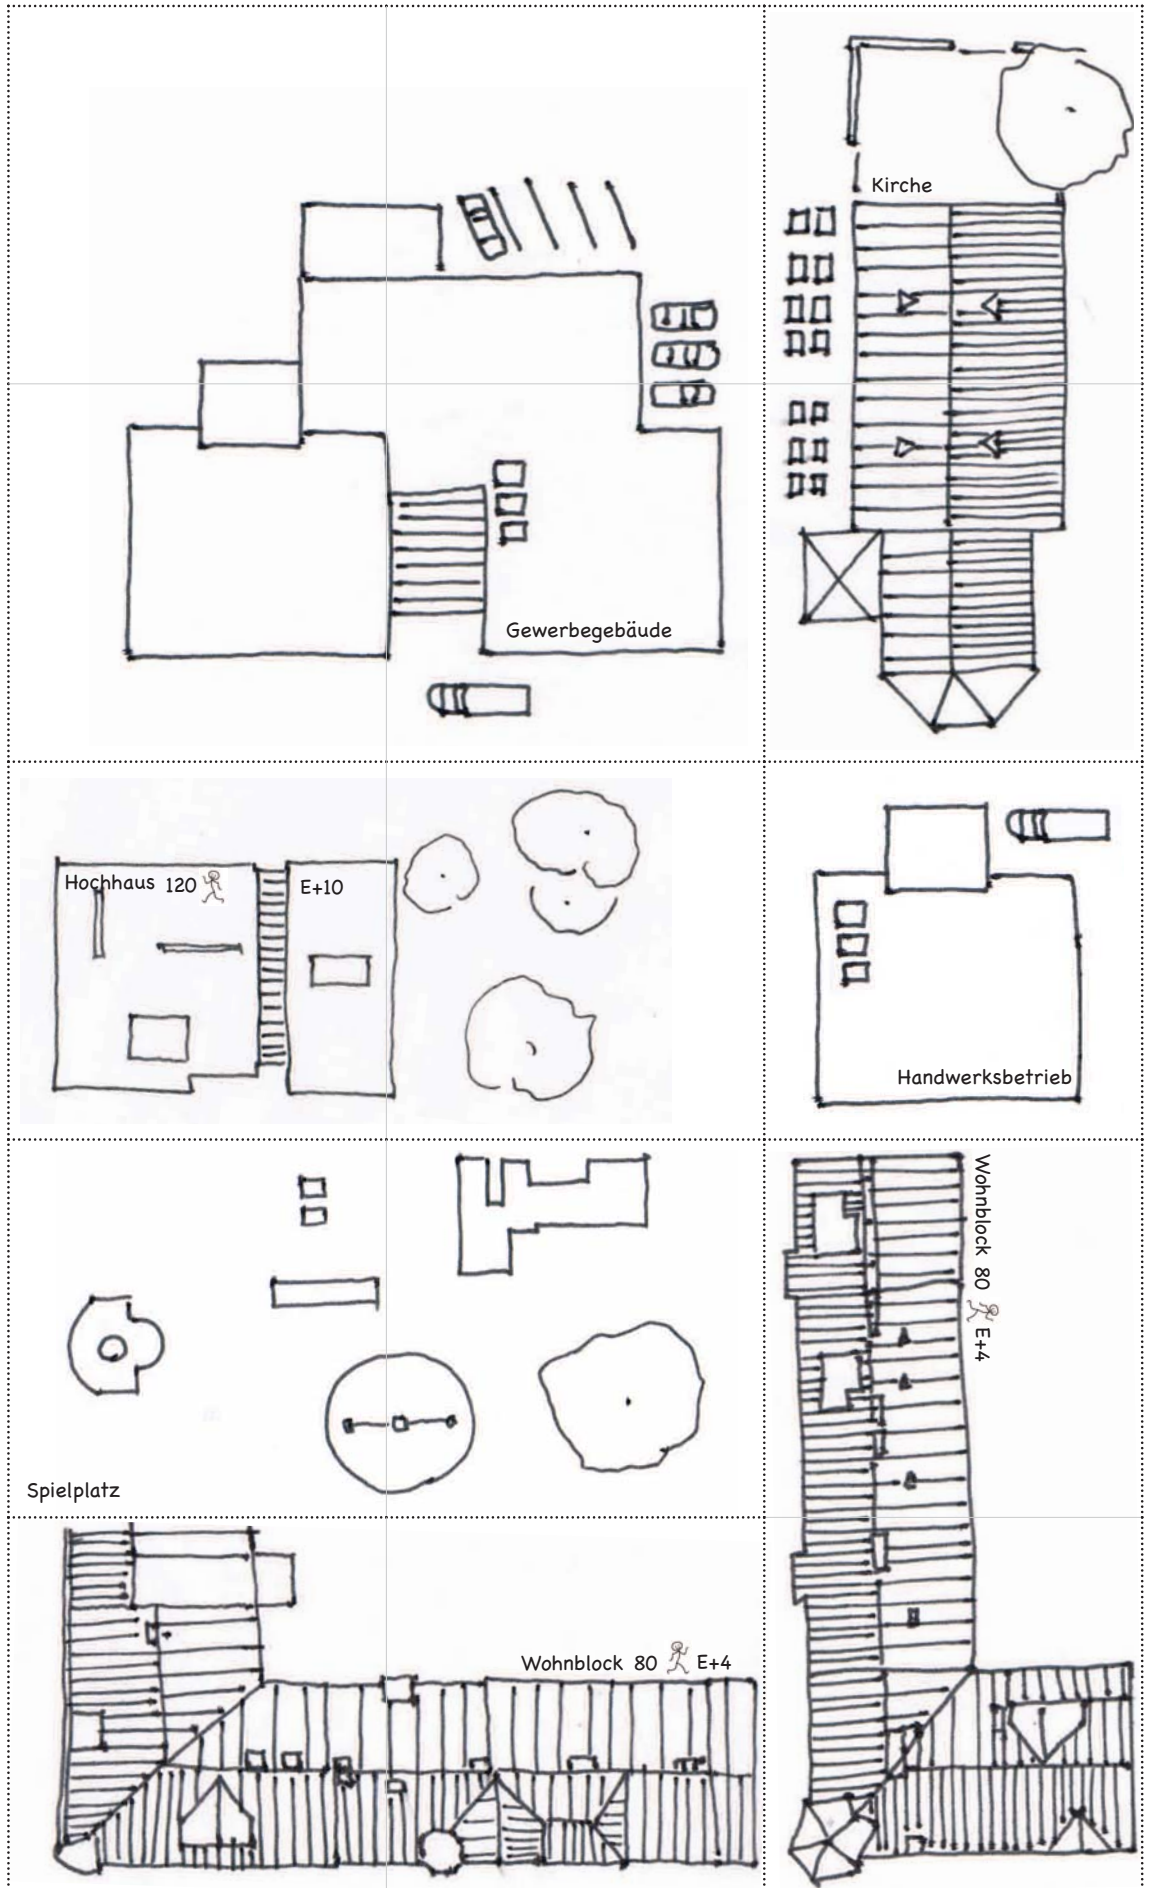 Kirche
Gewerbegebäude
Hochhaus 120
E+10
Handwerksbetrieb
Wohnblock 80 E+4
Spielplatz
Wohnblock 80 E+4